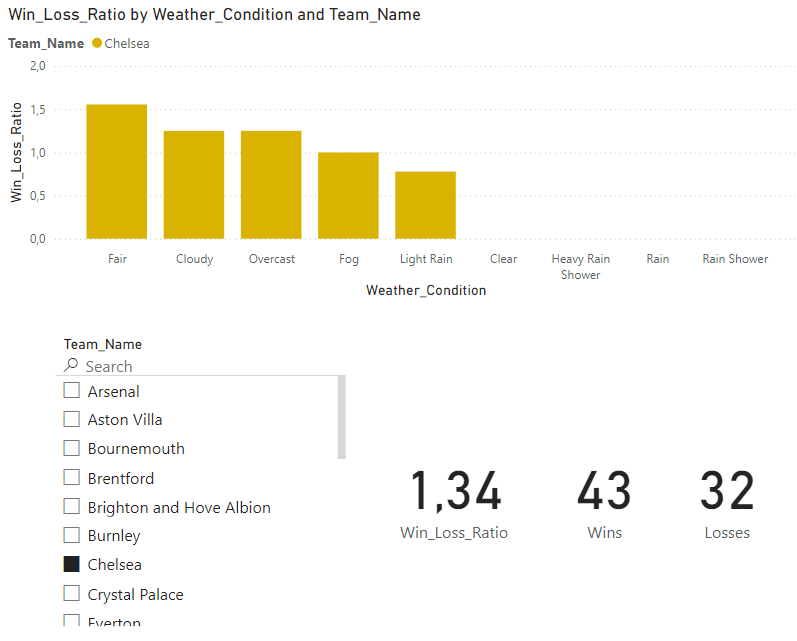 Win_Loss_Ratio by Weather_Condition and Team_Name
Team_Name Chelsea
2,0
1,5
1,0
0,5
0,0
Win_Loss_Ratio
Fair Cloudy Overcast Fog Light Rain Clear Heavy Rain Shower Rain Rain Shower
Weather_Condition
Team_Name
Search
Arsenal
Aston Villa
Bournemouth
Brentford
Brighton and Hove Albion
Burnley
Chelsea
Crystal Palace
Everton
1,34 43 32
Win_Loss_Ratio Wins Losses